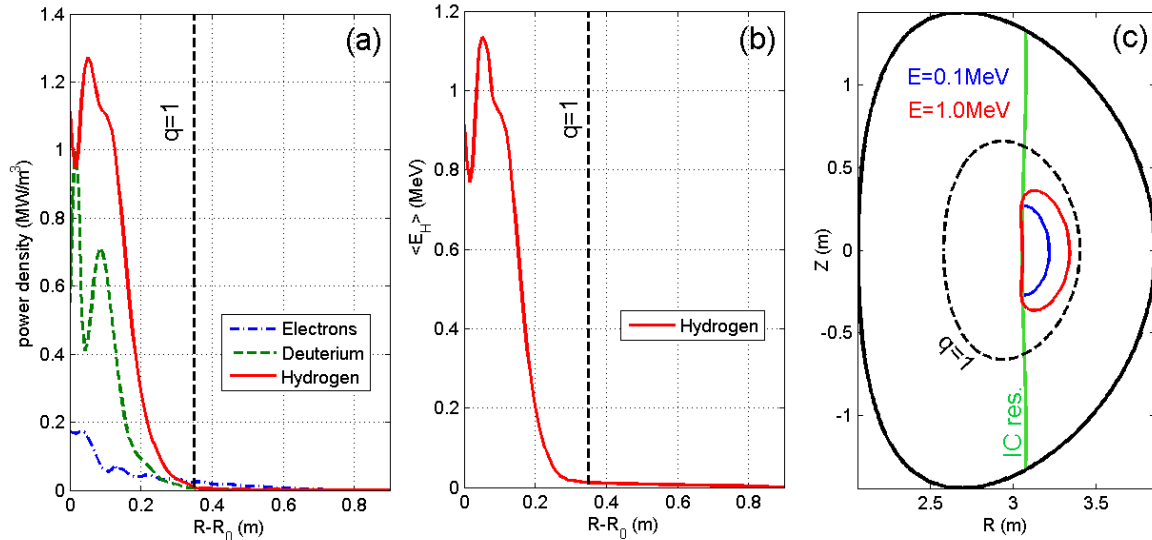 (a)
power density (MW/m³)
1.4
1.2
1
0.8
0.6
0.4
0.2
0
q=1
Electrons
Deuterium
Hydrogen
0 0.2 0.4 0.6 0.8
R-R₀ (m)
(b)
<E_H> (MeV)
1.2
1
0.8
0.6
0.4
0.2
0
q=1
Hydrogen
0 0.2 0.4 0.6 0.8
R-R₀ (m)
(c)
E=0.1MeV
E=1.0MeV
Z (m)
1
0.5
0
-0.5
-1
q=1
IC res.
2.5 3 3.5
R (m)